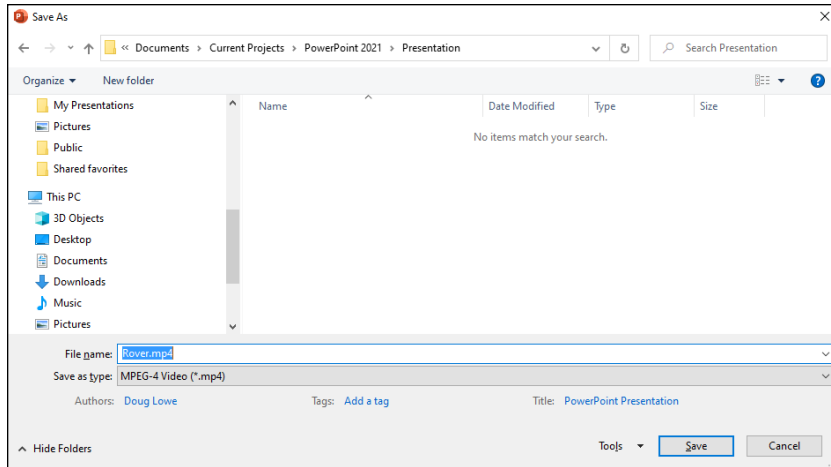 Save As
« Documents › Current Projects › PowerPoint 2021 › Presentation
Search Presentation
Organize
New folder
Name
Date Modified
Type
Size
No items match your search.
My Presentations
Pictures
Public
Shared favorites
This PC
3D Objects
Desktop
Documents
Downloads
Music
Pictures
File name: Rover.mp4
Save as type: MPEG-4 Video (*.mp4)
Authors: Doug Lowe
Tags: Add a tag
Title: PowerPoint Presentation
Hide Folders
Tools
Save
Cancel